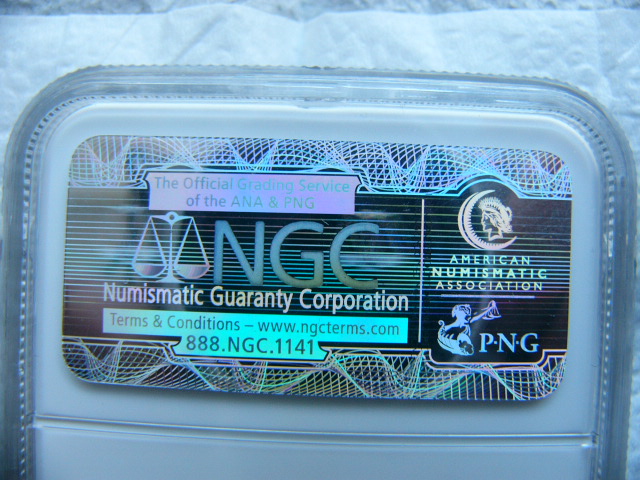 The Official Grading Service
of the ANA & PNG
NGC
Numismatic Guaranty Corporation
Terms & Conditions – www.ngcterms.com
888.NGC.1141
AMERICAN
NUMISMATIC
ASSOCIATION
P·N·G